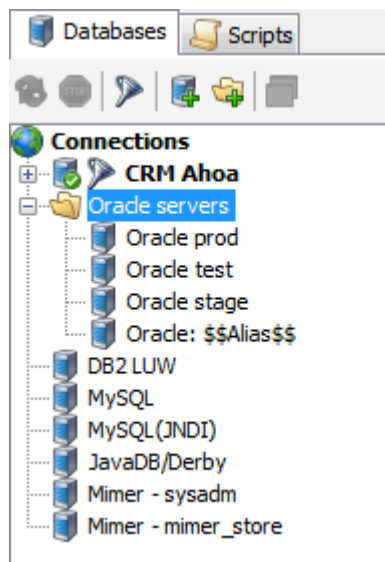 Databases Scripts
STOP
Connections
CRM Ahoa
Oracle servers
Oracle prod
Oracle test
Oracle stage
Oracle: $$Alias$$
DB2 LUW
MySQL
MySQL(JNDI)
JavaDB/Derby
Mimer - sysadm
Mimer - mimer_store